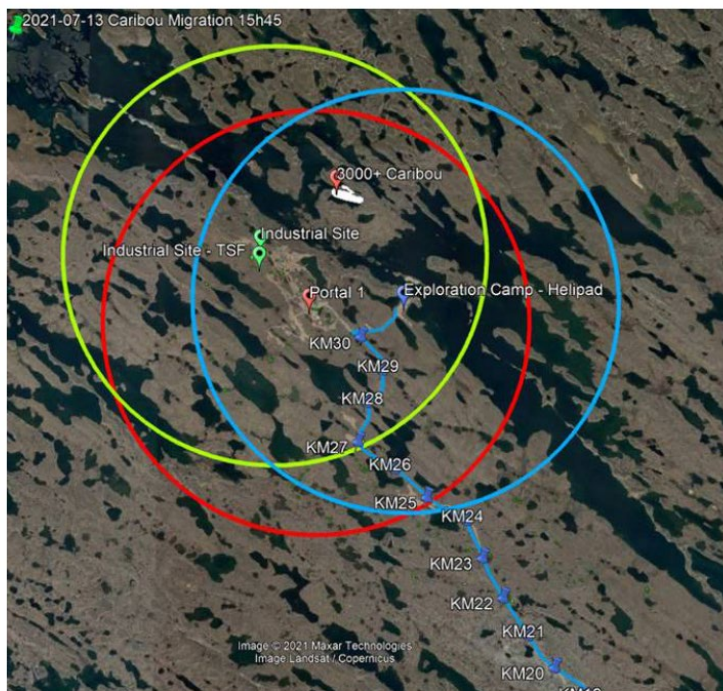 2021-07-13 Caribou Migration 15h45
3000+ Caribou
Industrial Site
Industrial Site - TSF
Portal 1
Exploration Camp - Helipad
KM30
KM29
KM28
KM27
KM26
KM25
KM24
KM23
KM22
KM21
KM20
Image © 2021 Maxar Technologies
Image Landsat / Copernicus